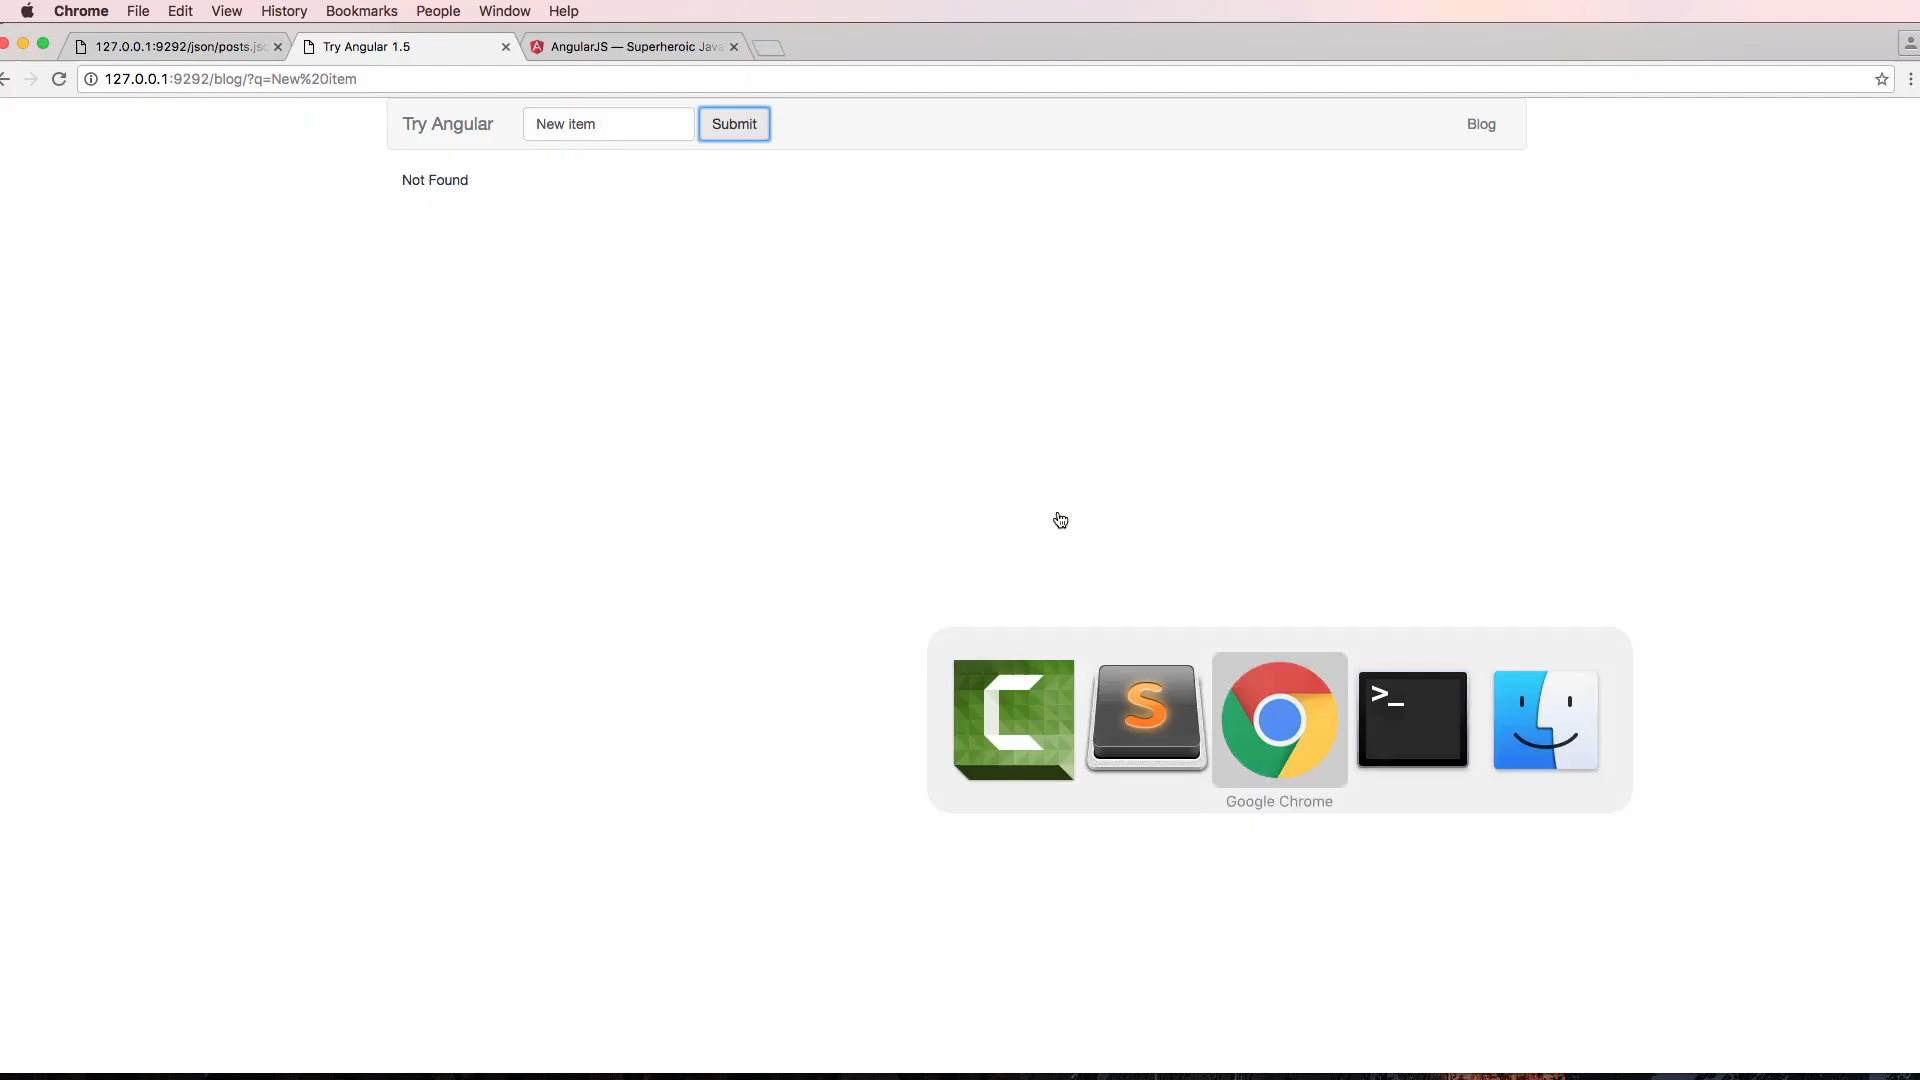 Chrome File Edit View History Bookmarks People Window Help
127.0.0.1:9292/json/posts.js
Try Angular 1.5
AngularJS — Superheroic Jav
127.0.0.1:9292/blog/?q=New%20item
Try Angular
New item
Submit
Blog
Not Found
C
S
>_
Google Chrome